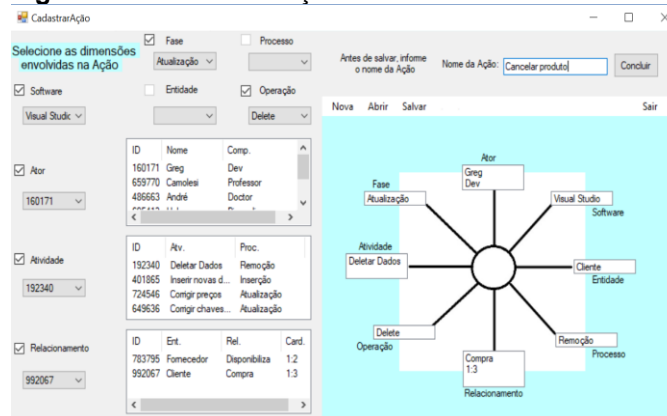 CadastrarAção
Selecione as dimensões
envolvidas na Ação
Fase
Atualização
Processo
Antes de salvar, informe
o nome da Ação
Nome da Ação:
Cancelar produto
Concluir
Software
Visual Studic
Entidade
Operação
Delete
Nova Abrir Salvar Sair
Ator
160171
ID Nome Comp.
160171 Greg Dev
659770 Camolesi Professor
486663 André Doctor
Atividade
192340
ID Atv. Proc.
192340 Deletar Dados Remoção
401865 Inserir novas d... Inserção
724546 Corrigir preços Atualização
649636 Corrigir chaves... Atualização
Relacionamento
992067
ID Ent. Rel. Card.
783795 Fornecedor Disponibiliza 1:2
992067 Cliente Compra 1:3
Ator
Greg
Dev
Fase
Atualização
Visual Studio
Software
Atividade
Deletar Dados
Cliente
Entidade
Delete
Operação
Remoção
Processo
Compra
1:3
Relacionamento